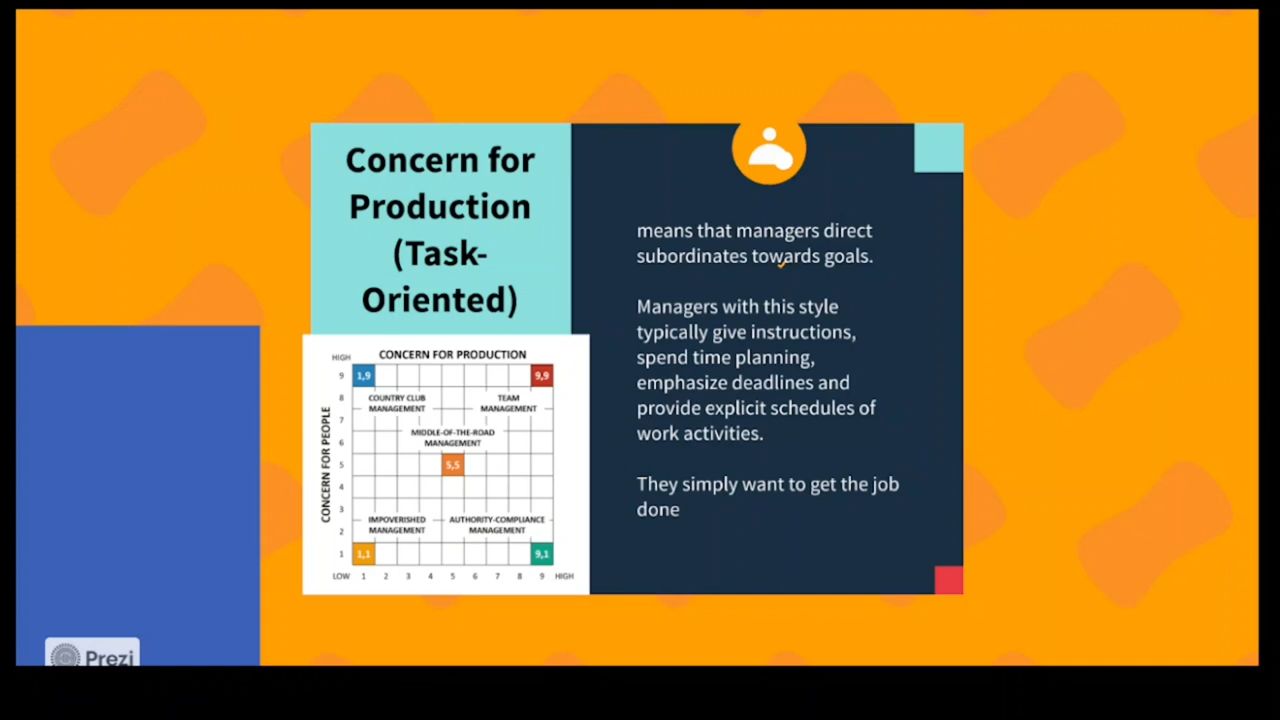 Concern for
Production
(Task-
Oriented)
means that managers direct
subordinates towards goals.
Managers with this style
typically give instructions,
spend time planning,
emphasize deadlines and
provide explicit schedules of
work activities.
They simply want to get the job
done
HIGH
CONCERN FOR PRODUCTION
9
1,9
9,9
8
COUNTRY CLUB
MANAGEMENT
TEAM
MANAGEMENT
7
MIDDLE-OF-THE-ROAD
MANAGEMENT
6
CONCERN FOR PEOPLE
5
5,5
4
3
IMPOVERISHED
MANAGEMENT
AUTHORITY-COMPLIANCE
MANAGEMENT
2
1
1,1
9,1
LOW 1 2 3 4 5 6 7 8 9 HIGH
Prezi